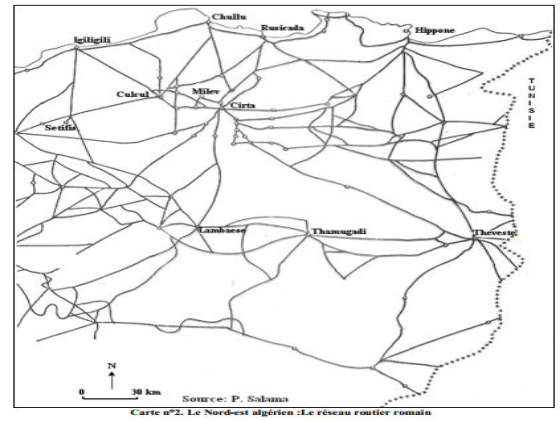 Chullu
Rusicada
Hippone
Igilgili
TUNISIE
Culcul
Milev
Cirta
Setifis
Lambaese
Thamugadi
Theveste
N
0 30 km
Source: P. Salama
Carte n°2. Le Nord-est algérien :Le réseau routier romain